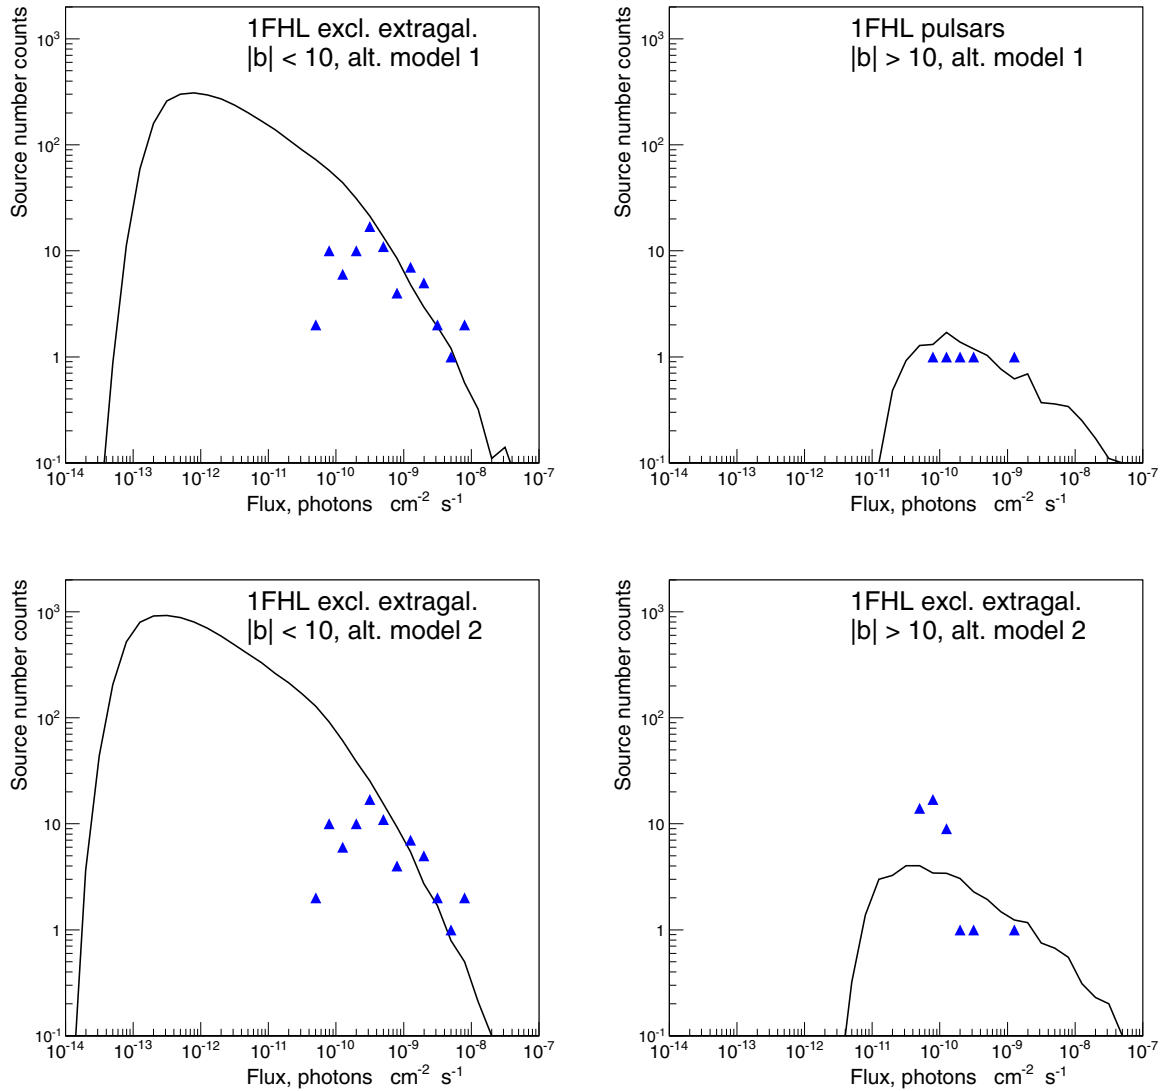 1FHL excl. extragal.
|b| < 10, alt. model 1
Source number counts
10³
10²
10
1
10⁻¹
10⁻¹⁴ 10⁻¹³ 10⁻¹² 10⁻¹¹ 10⁻¹⁰ 10⁻⁹ 10⁻⁸ 10⁻⁷
Flux, photons cm⁻² s⁻¹
1FHL pulsars
|b| > 10, alt. model 1
Source number counts
10³
10²
10
1
10⁻¹
10⁻¹⁴ 10⁻¹³ 10⁻¹² 10⁻¹¹ 10⁻¹⁰ 10⁻⁹ 10⁻⁸ 10⁻⁷
Flux, photons cm⁻² s⁻¹
1FHL excl. extragal.
|b| < 10, alt. model 2
Source number counts
10³
10²
10
1
10⁻¹
10⁻¹⁴ 10⁻¹³ 10⁻¹² 10⁻¹¹ 10⁻¹⁰ 10⁻⁹ 10⁻⁸ 10⁻⁷
Flux, photons cm⁻² s⁻¹
1FHL excl. extragal.
|b| > 10, alt. model 2
Source number counts
10³
10²
10
1
10⁻¹
10⁻¹⁴ 10⁻¹³ 10⁻¹² 10⁻¹¹ 10⁻¹⁰ 10⁻⁹ 10⁻⁸ 10⁻⁷
Flux, photons cm⁻² s⁻¹